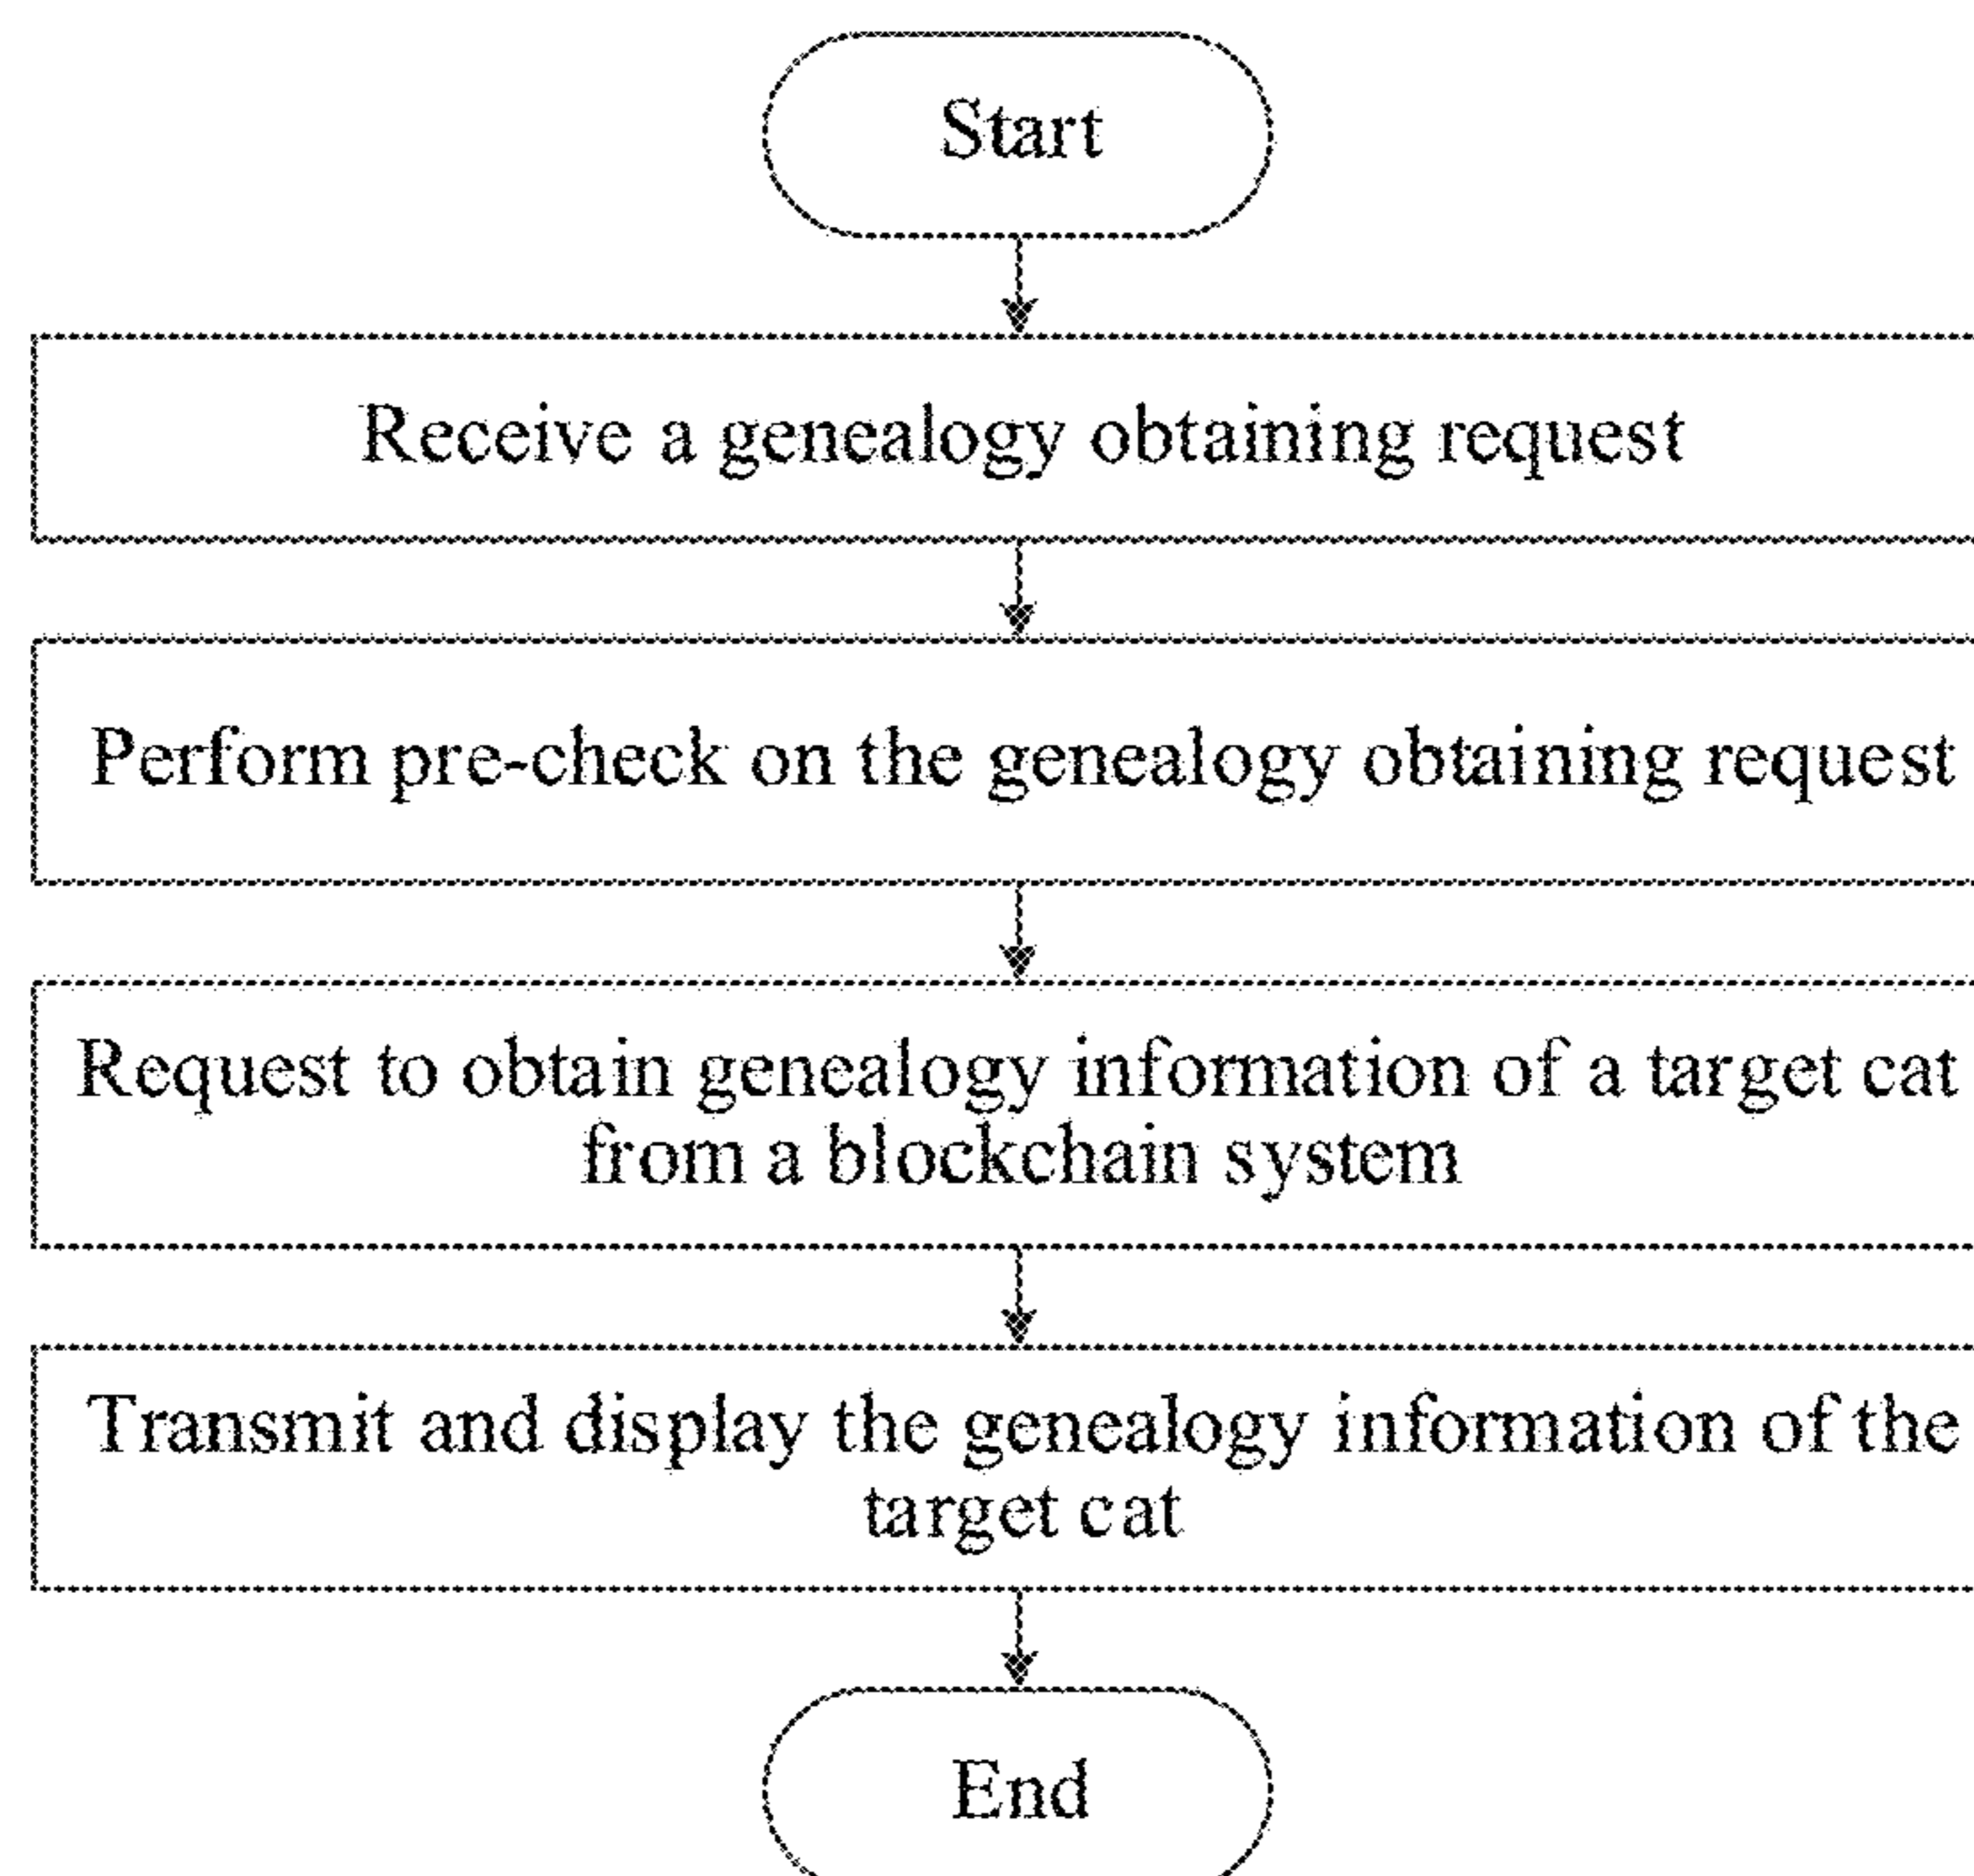 Start
Receive a genealogy obtaining request
Perform pre-check on the genealogy obtaining request
Request to obtain genealogy information of a target cat
from a blockchain system
Transmit and display the genealogy information of the
target cat
End